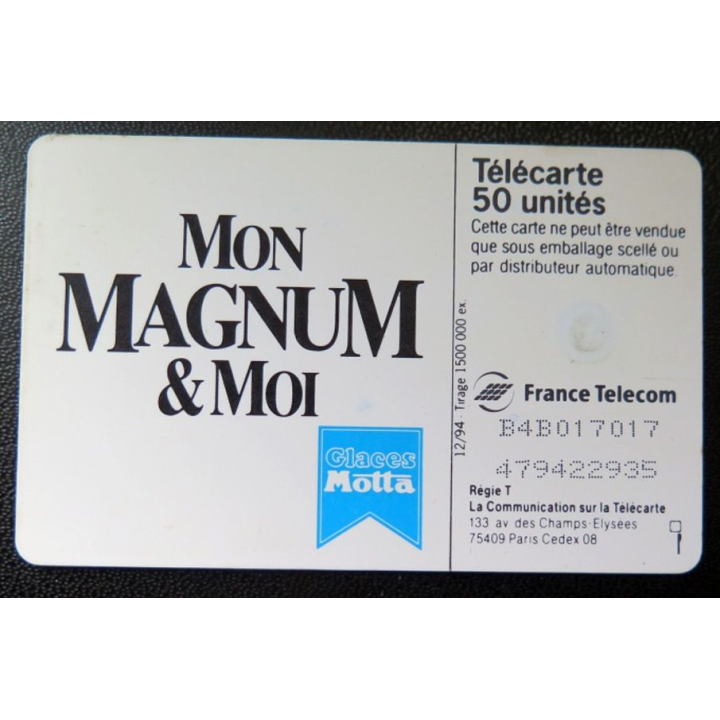 MON
MAGNUM
& MOI
Glaces
Motta
12/94 - Tirage 1 500 000 ex.
Télécarte
50 unités
Cette carte ne peut être vendue
que sous emballage scellé ou
par distributeur automatique.
France Telecom
B4B017017
479422935
Régie T
La Communication sur la Télécarte
133 av des Champs-Elysees
75409 Paris Cedex 08